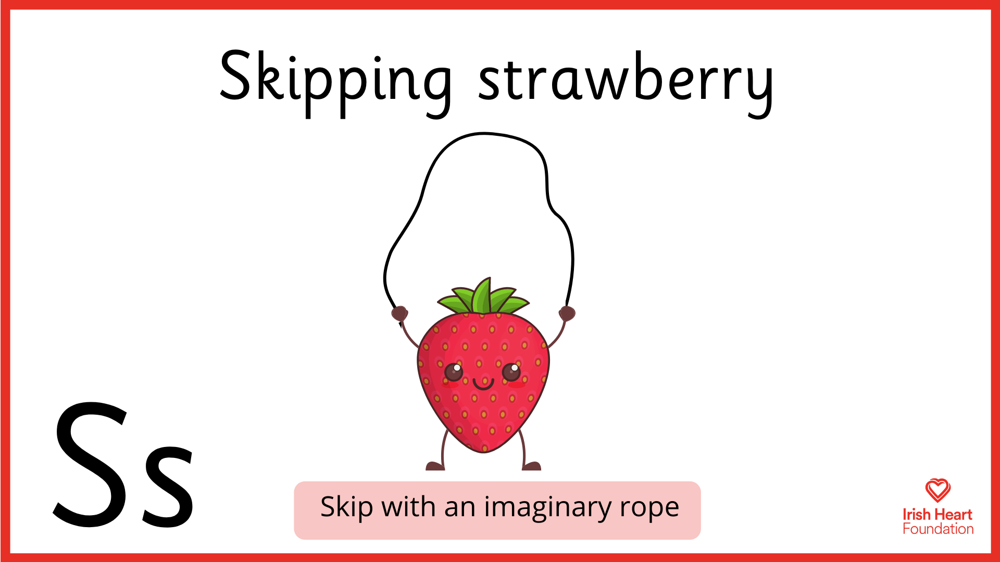 Skipping strawberry
Ss
Skip with an imaginary rope
Irish Heart
Foundation